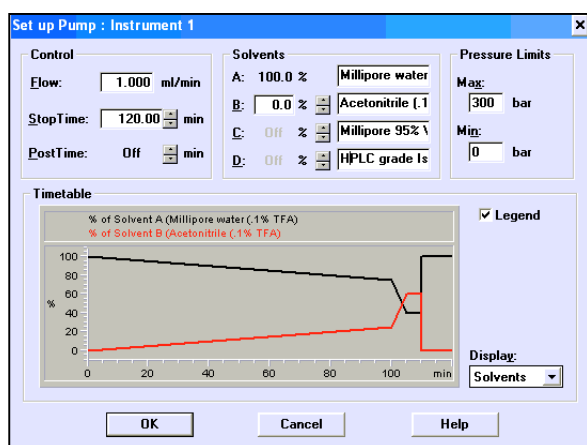 Set up Pump : Instrument 1
Control
Flow: 1.000 ml/min
StopTime: 120.00 min
PostTime: Off min
Solvents
A: 100.0 % Millipore water
B: 0.0 % Acetonitrile (.1
C: Off % Millipore 95% \
D: Off % HPLC grade Is
Pressure Limits
Max:
300 bar
Min:
0 bar
Timetable
% of Solvent A (Millipore water (.1% TFA)
% of Solvent B (Acetonitrile (.1% TFA)
100
80
60
40
20
0
%
0 20 40 60 80 100 min
Legend
Display:
Solvents
OK Cancel Help